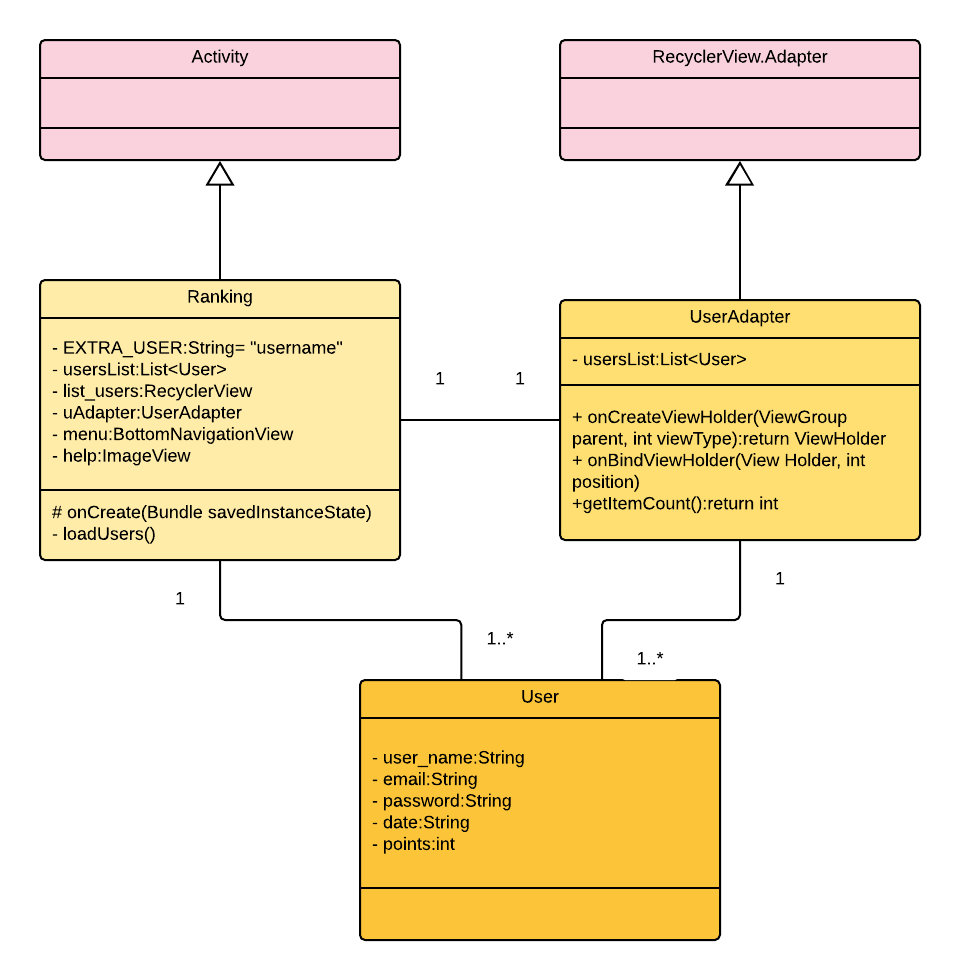 Activity
RecyclerView.Adapter
Ranking
- EXTRA_USER:String= "username"
- usersList:List<User>
- list_users:RecyclerView
- uAdapter:UserAdapter
- menu:BottomNavigationView
- help:ImageView
# onCreate(Bundle savedInstanceState)
- loadUsers()
1
1
UserAdapter
- usersList:List<User>
+ onCreateViewHolder(ViewGroup
parent, int viewType):return ViewHolder
+ onBindViewHolder(View Holder, int
position)
+getItemCount():return int
1
1..*
1
1..*
User
- user_name:String
- email:String
- password:String
- date:String
- points:int